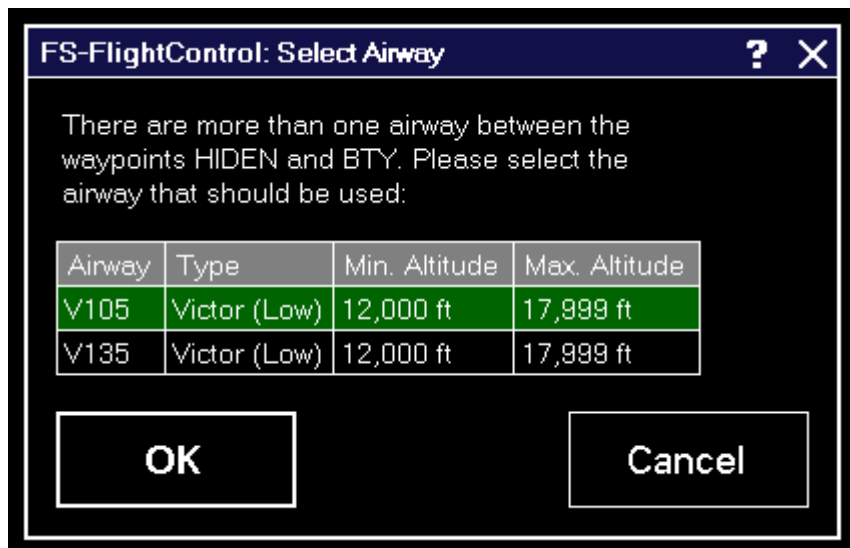 FS-FlightControl: Select Airway ? X
There are more than one airway between the
waypoints HIDEN and BTY. Please select the
airway that should be used:
Airway Type Min. Altitude Max. Altitude
V105 Victor (Low) 12,000 ft 17,999 ft
V135 Victor (Low) 12,000 ft 17,999 ft
OK Cancel